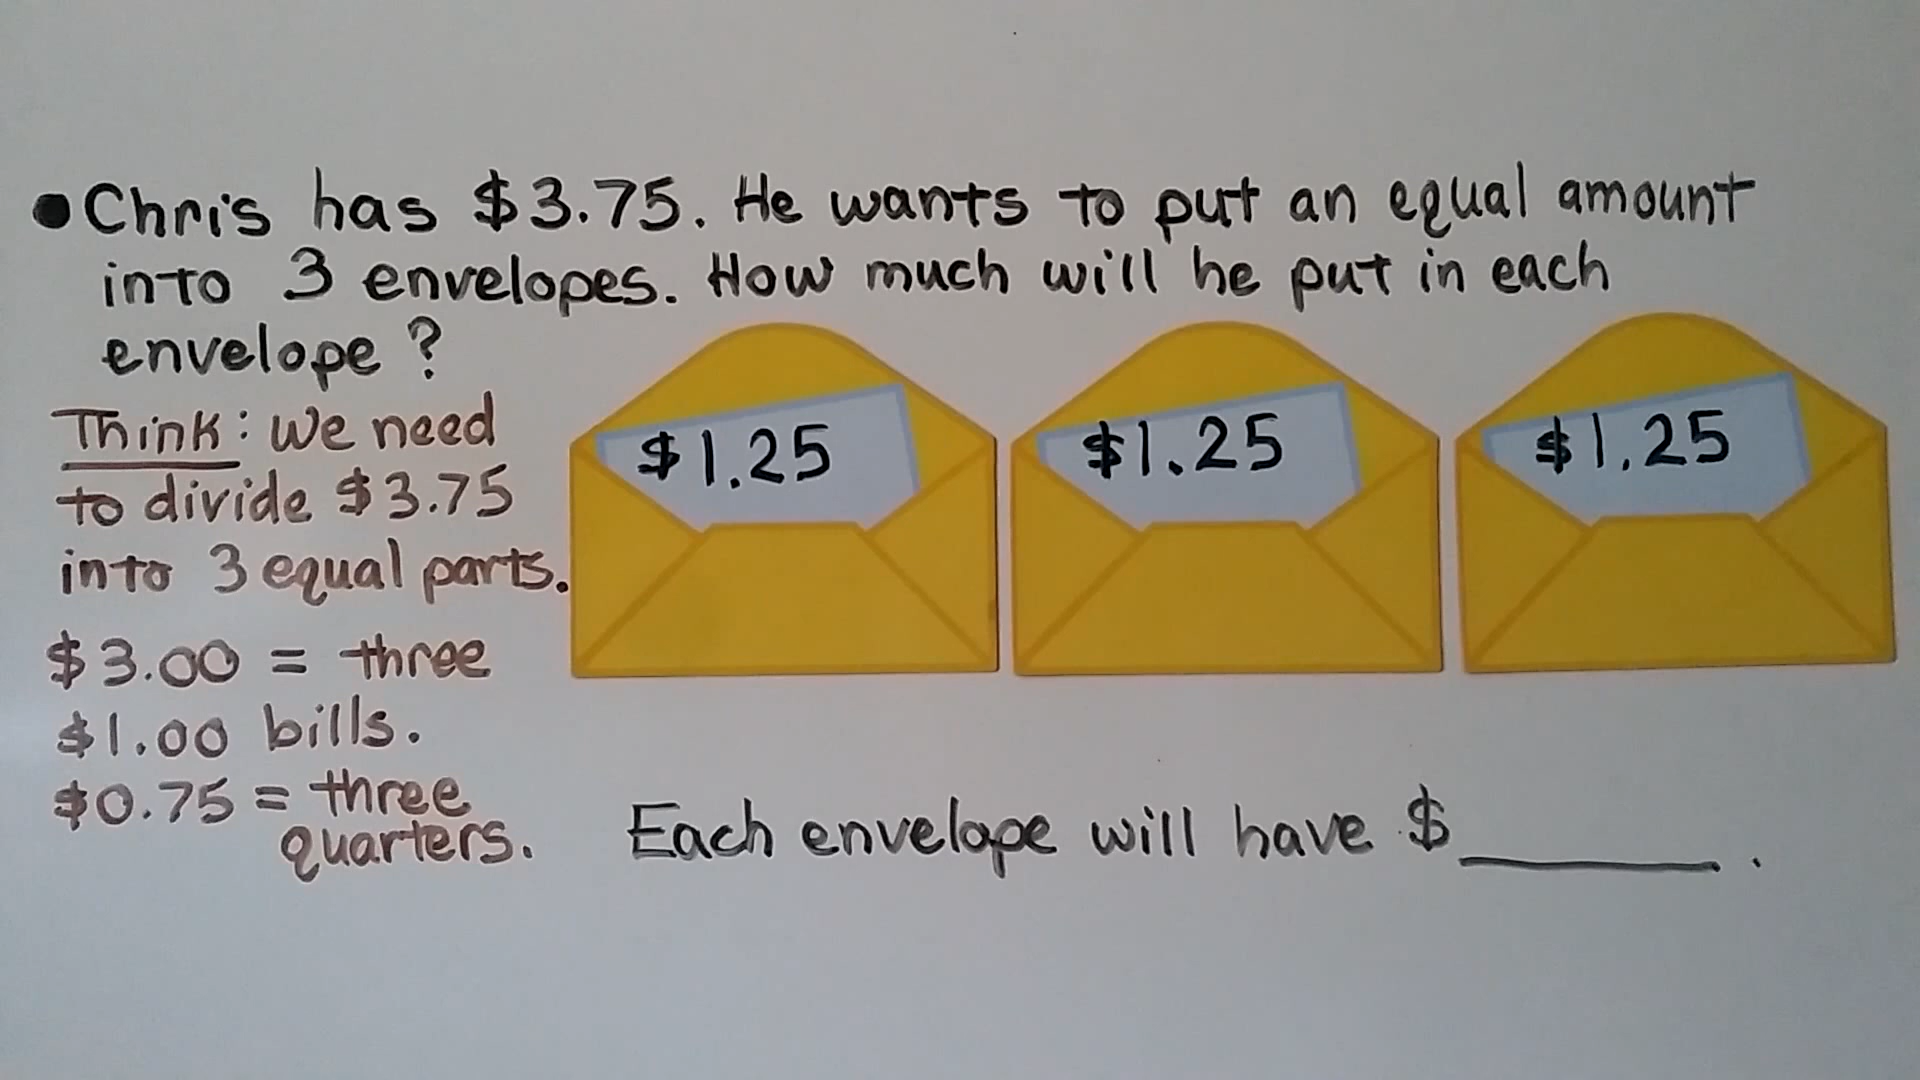 • Chris has $3.75. He wants to put an equal amount
into 3 envelopes. How much will he put in each
envelope?
Think: we need
to divide $3.75
into 3 equal parts.
$3.00 = three
$1.00 bills.
$0.75 = three
quarters.
$1.25
$1.25
$1.25
Each envelope will have $______.